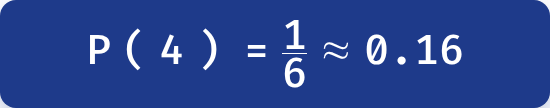 P( 4 ) = 1/6 ≈ 0.16